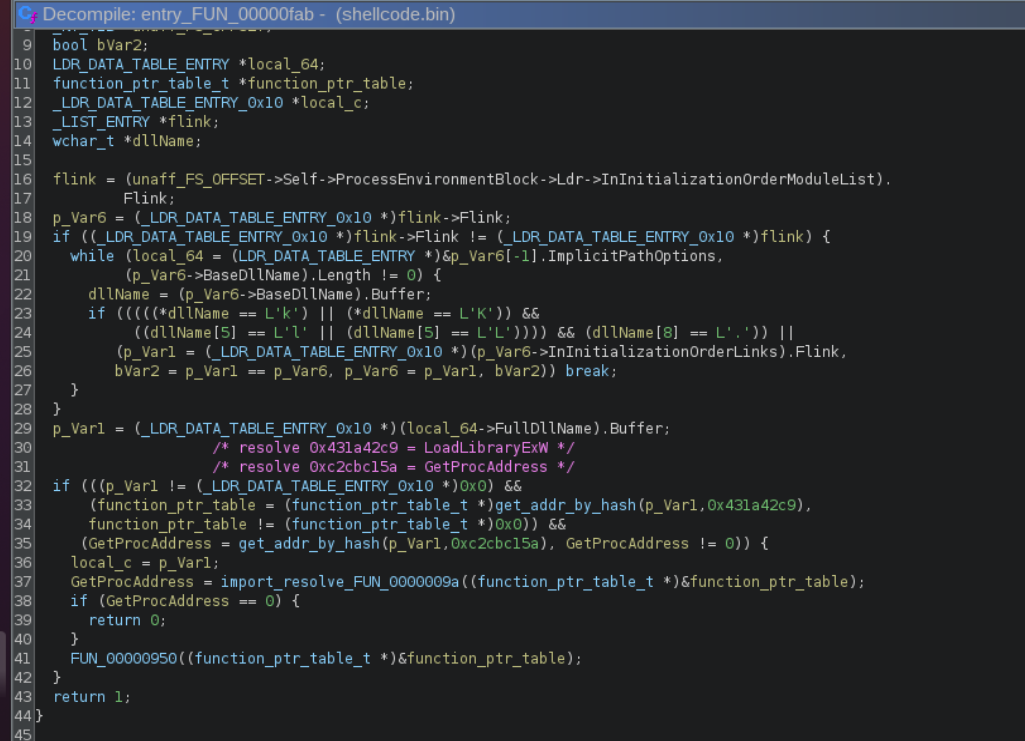 Decompile: entry_FUN_00000fab - (shellcode.bin)
9 bool bVar2;
10 LDR_DATA_TABLE_ENTRY *local_64;
11 function_ptr_table_t *function_ptr_table;
12 _LDR_DATA_TABLE_ENTRY_0x10 *local_c;
13 _LIST_ENTRY *flink;
14 wchar_t *dllName;
15
16 flink = (unaff_FS_OFFSET->Self->ProcessEnvironmentBlock->Ldr->InInitializationOrderModuleList).
17 Flink;
18 p_Var6 = (_LDR_DATA_TABLE_ENTRY_0x10 *)flink->Flink;
19 if ((_LDR_DATA_TABLE_ENTRY_0x10 *)flink->Flink != (_LDR_DATA_TABLE_ENTRY_0x10 *)flink) {
20 while (local_64 = (LDR_DATA_TABLE_ENTRY *)&p_Var6[-1].ImplicitPathOptions,
21 (p_Var6->BaseDllName).Length != 0) {
22 dllName = (p_Var6->BaseDllName).Buffer;
23 if (((((*dllName == L'k') || (*dllName == L'K')) &&
24 ((dllName[5] == L'l' || (dllName[5] == L'L')))) && (dllName[8] == L'.')) ||
25 (p_Var1 = (_LDR_DATA_TABLE_ENTRY_0x10 *)(p_Var6->InInitializationOrderLinks).Flink,
26 bVar2 = p_Var1 == p_Var6, p_Var6 = p_Var1, bVar2)) break;
27 }
28 }
29 p_Var1 = (_LDR_DATA_TABLE_ENTRY_0x10 *)(local_64->FullDllName).Buffer;
30 /* resolve 0x431a42c9 = LoadLibraryExW */
31 /* resolve 0xc2cbc15a = GetProcAddress */
32 if (((p_Var1 != (_LDR_DATA_TABLE_ENTRY_0x10 *)0x0) &&
33 (function_ptr_table = (function_ptr_table_t *)get_addr_by_hash(p_Var1,0x431a42c9),
34 function_ptr_table != (function_ptr_table_t *)0x0)) &&
35 (GetProcAddress = get_addr_by_hash(p_Var1,0xc2cbc15a), GetProcAddress != 0)) {
36 local_c = p_Var1;
37 GetProcAddress = import_resolve_FUN_0000009a((function_ptr_table_t *)&function_ptr_table);
38 if (GetProcAddress == 0) {
39 return 0;
40 }
41 FUN_00000950((function_ptr_table_t *)&function_ptr_table);
42 }
43 return 1;
44 }
45